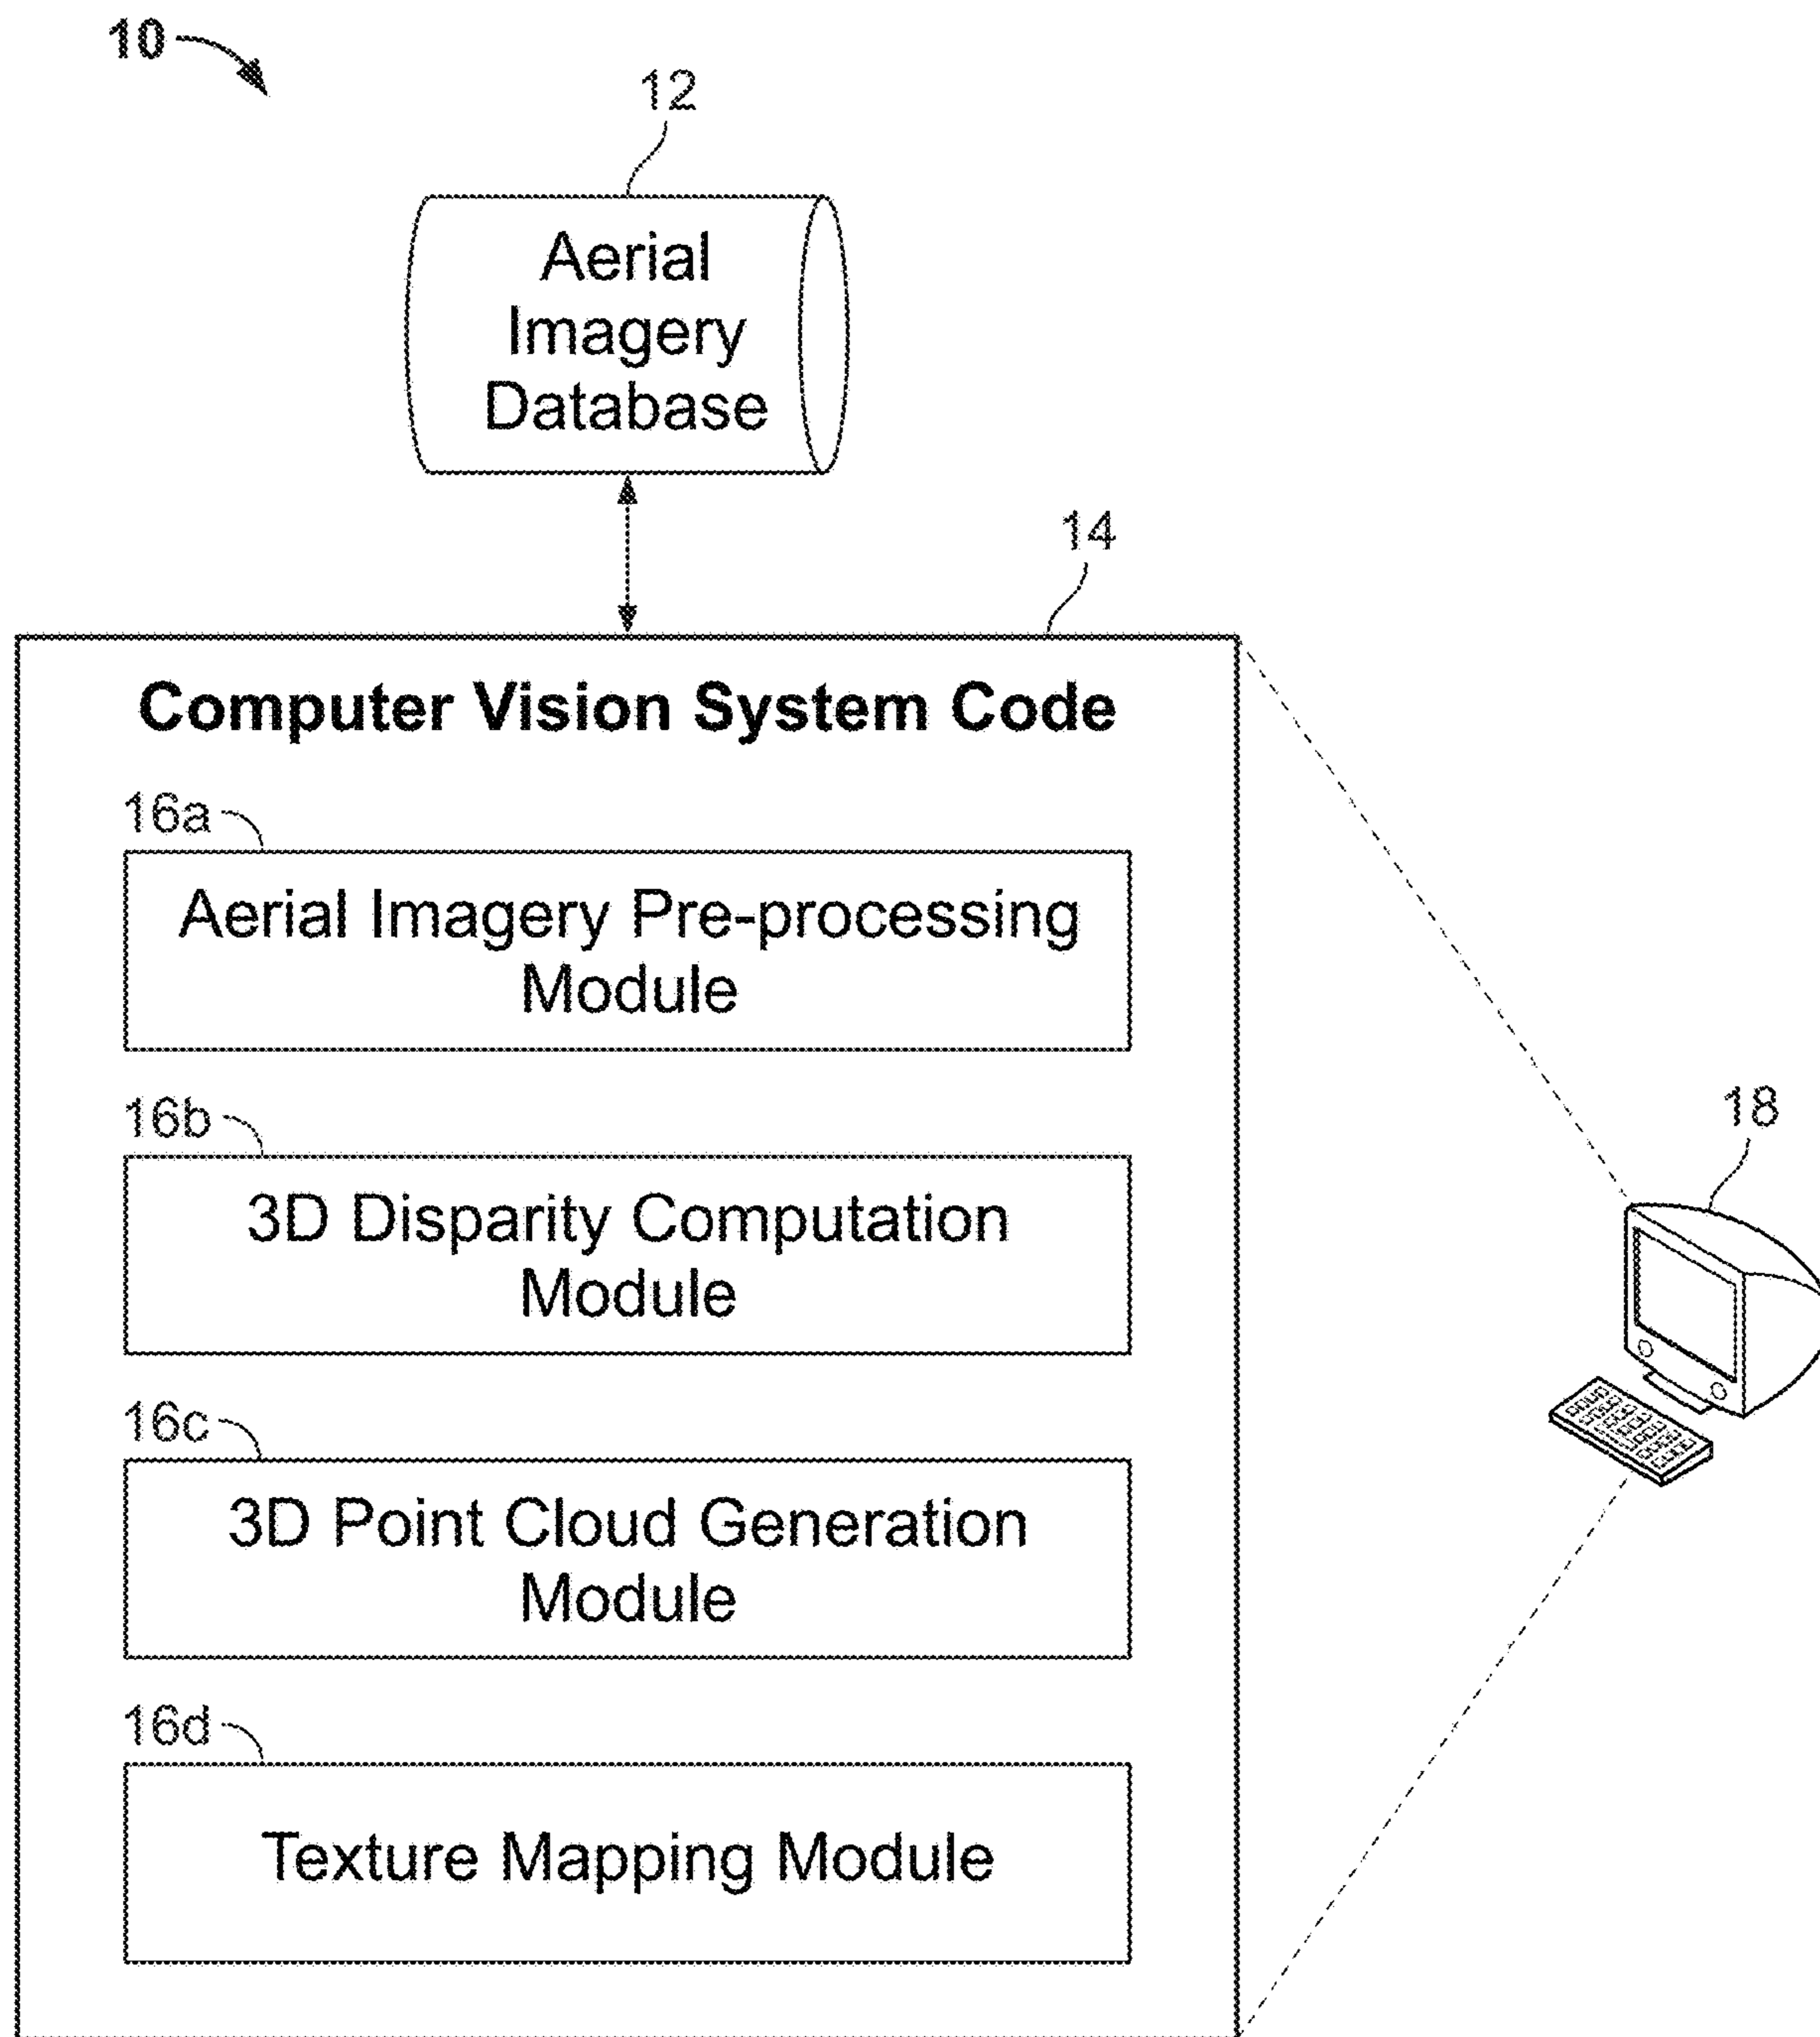 10
12
Aerial
Imagery
Database
14
Computer Vision System Code
16a
Aerial Imagery Pre-processing
Module
16b
3D Disparity Computation
Module
18
16c
3D Point Cloud Generation
Module
16d
Texture Mapping Module